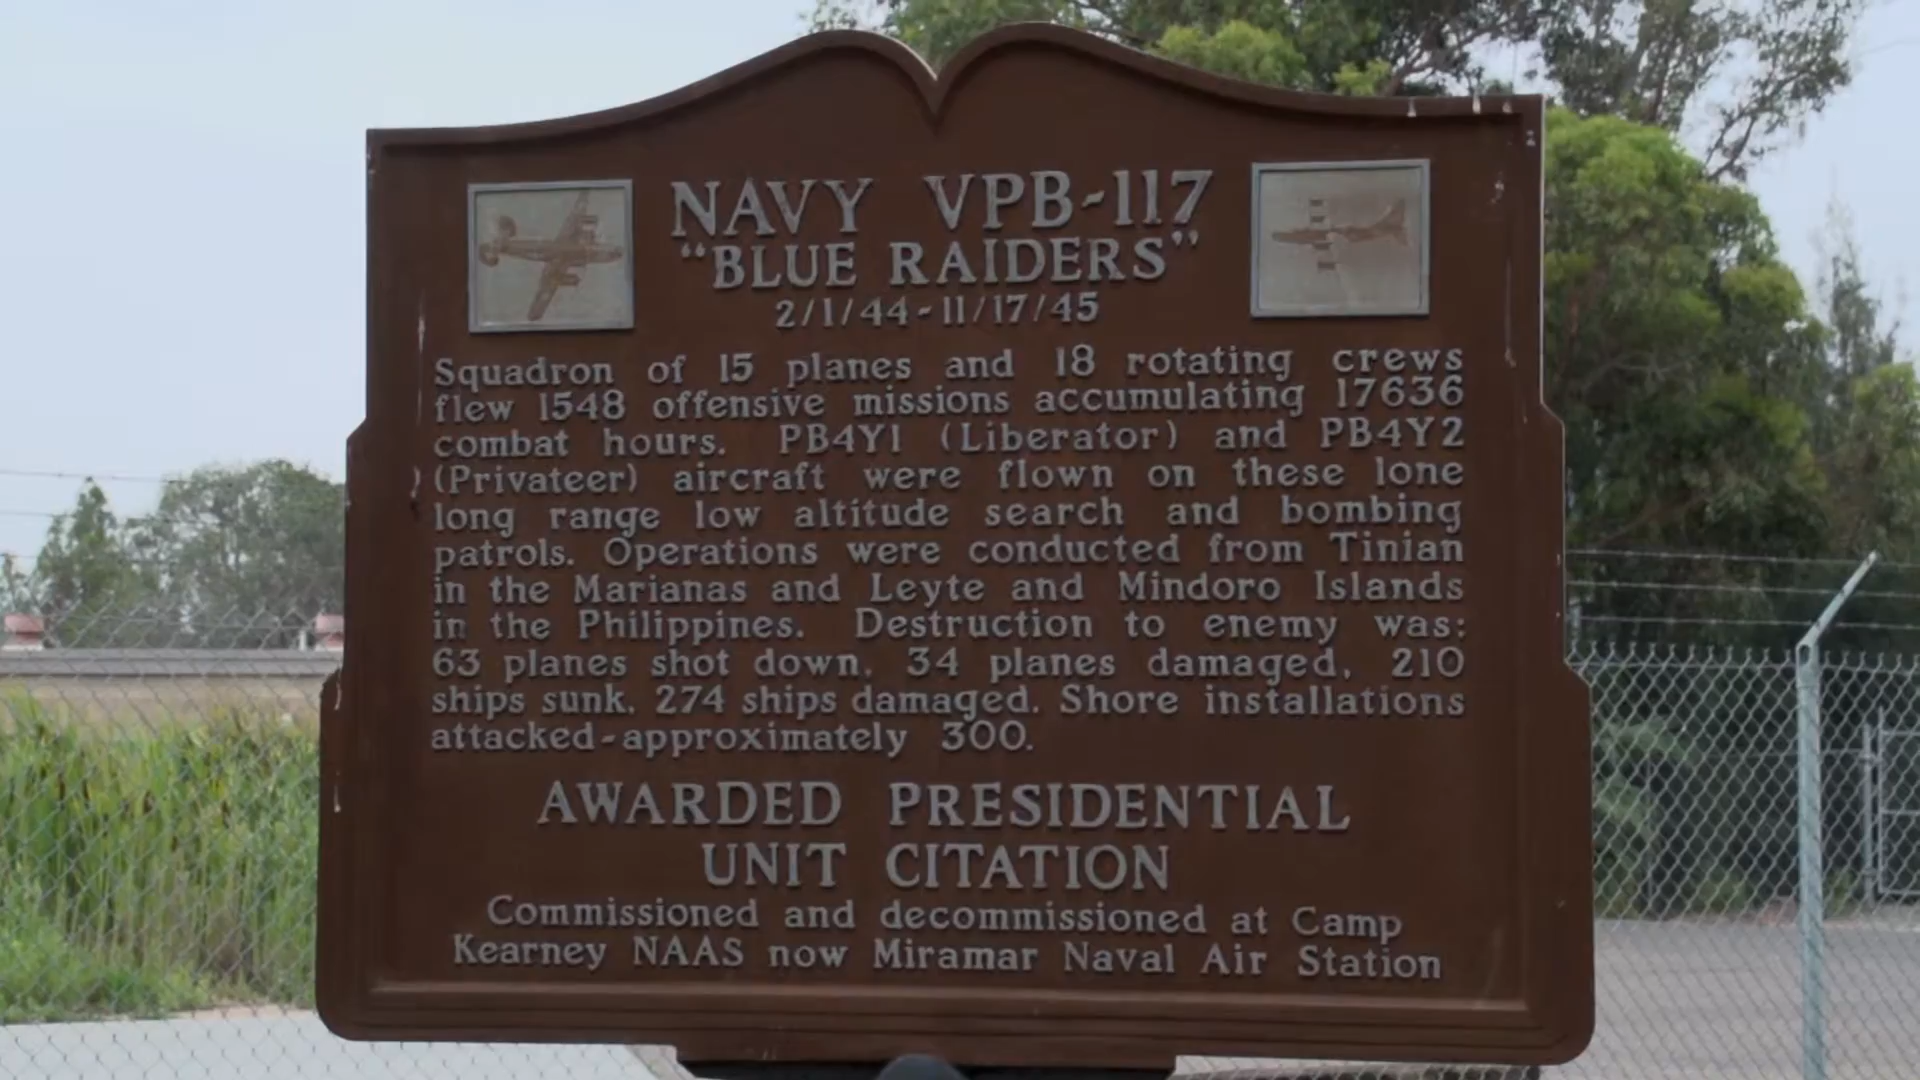 NAVY VPB-117
"BLUE RAIDERS"
2/1/44-11/17/45
Squadron of 15 planes and 18 rotating crews
flew 1548 offensive missions accumulating 17636
combat hours. PB4Y1 (Liberator) and PB4Y2
(Privateer) aircraft were flown on these lone
long range low altitude search and bombing
patrols. Operations were conducted from Tinian
in the Marianas and Leyte and Mindoro Islands
in the Philippines. Destruction to enemy was:
63 planes shot down, 34 planes damaged, 210
ships sunk, 274 ships damaged. Shore installations
attacked-approximately 300.
AWARDED PRESIDENTIAL
UNIT CITATION
Commissioned and decommissioned at Camp
Kearney NAAS now Miramar Naval Air Station